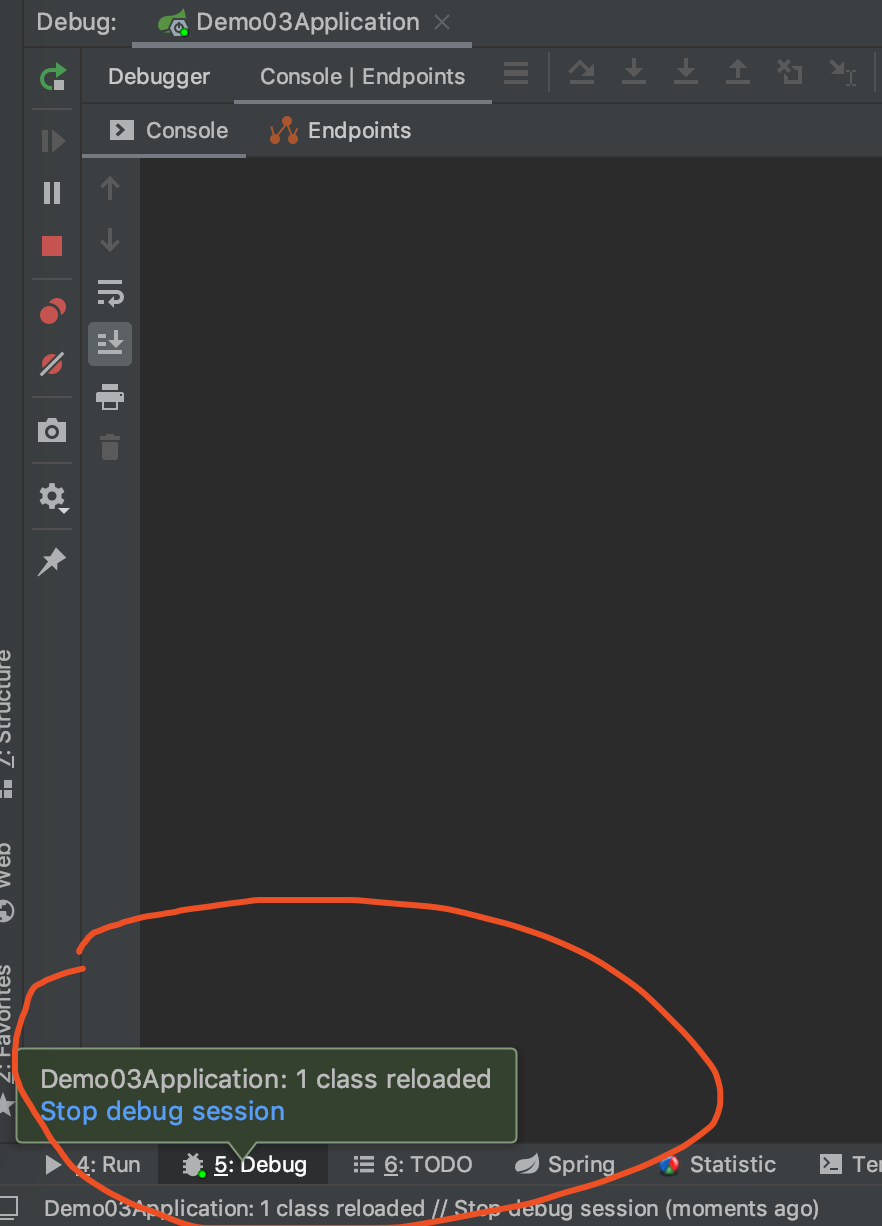 Debug: Demo03Application
Debugger Console | Endpoints
Console Endpoints
7: Structure
Web
2: Favorites
Demo03Application: 1 class reloaded
Stop debug session
4: Run 5: Debug 6: TODO Spring Statistic
Demo03Application: 1 class reloaded // Stop debug session (moments ago)